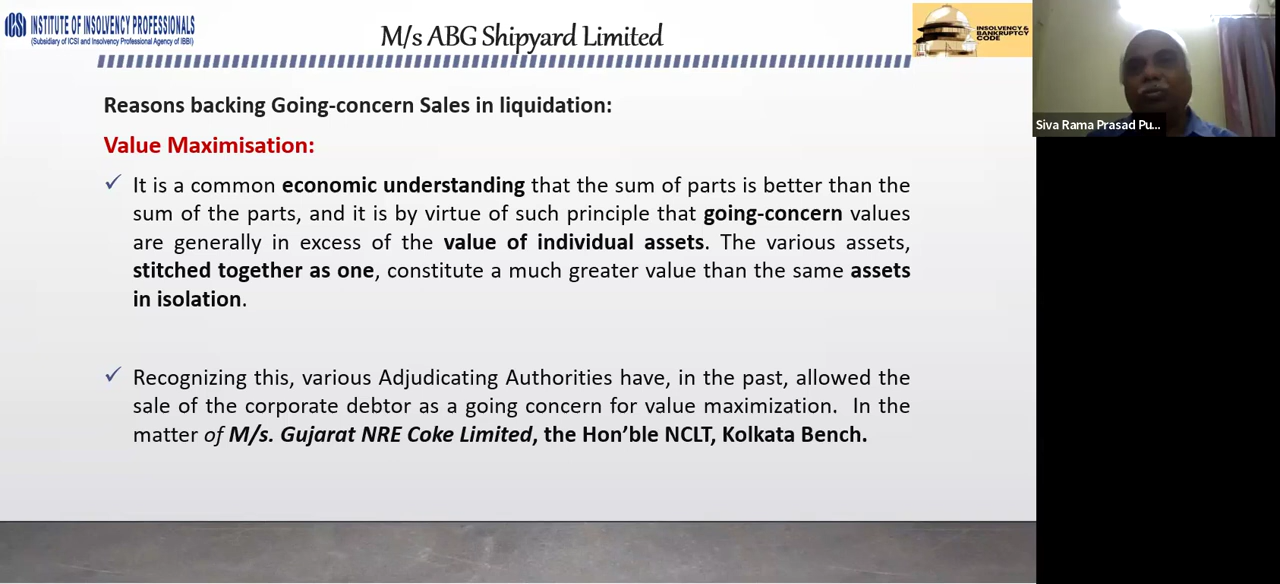 ICSI INSTITUTE OF INSOLVENCY PROFESSIONALS
(Subsidiary of ICSI and Insolvency Professional Agency of IBBI)
M/s ABG Shipyard Limited
INSOLVENCY &
BANKRUPTCY
CODE
Siva Rama Prasad Pu...
Reasons backing Going-concern Sales in liquidation:
Value Maximisation:
✓ It is a common economic understanding that the sum of parts is better than the
sum of the parts, and it is by virtue of such principle that going-concern values
are generally in excess of the value of individual assets. The various assets,
stitched together as one, constitute a much greater value than the same assets
in isolation.
✓ Recognizing this, various Adjudicating Authorities have, in the past, allowed the
sale of the corporate debtor as a going concern for value maximization. In the
matter of M/s. Gujarat NRE Coke Limited, the Hon’ble NCLT, Kolkata Bench.